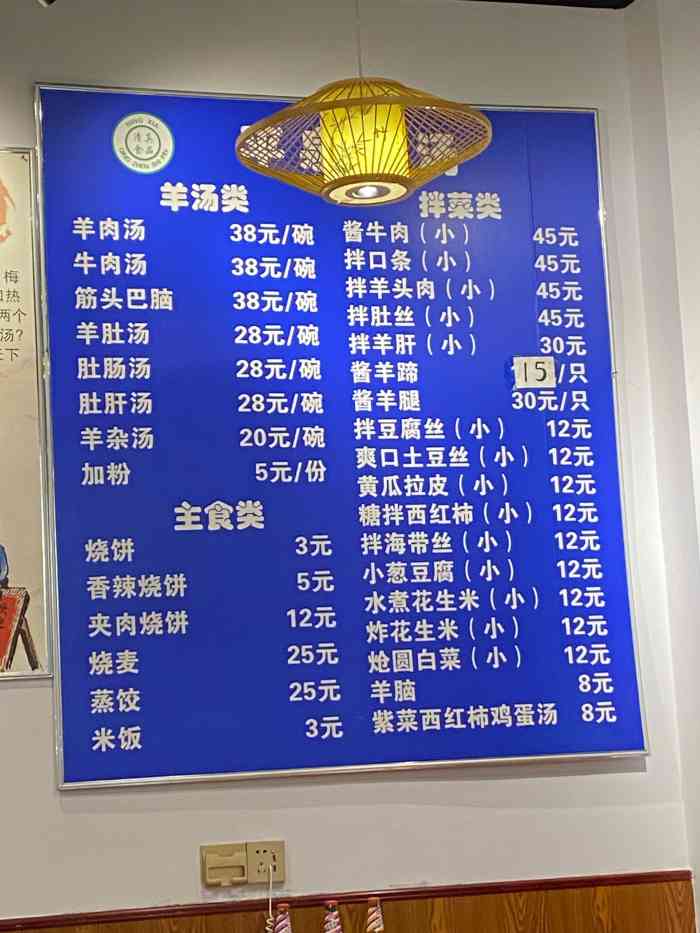 NING XIA
清真
食品
羊汤类
羊肉汤 38元/碗
牛肉汤 38元/碗
筋头巴脑 38元/碗
羊肚汤 28元/碗
肚肠汤 28元/碗
肚肝汤 28元/碗
羊杂汤 20元/碗
加粉 5元/份
主食类
烧饼 3元
香辣烧饼 5元
夹肉烧饼 12元
烧麦 25元
蒸饺 25元
米饭 3元
拌菜类
酱牛肉（小） 45元
拌口条（小） 45元
拌羊头肉（小） 45元
拌肚丝（小） 45元
拌羊肝（小） 30元
酱羊蹄 15/只
酱羊腿 30元/只
拌豆腐丝（小） 12元
爽口土豆丝（小） 12元
黄瓜拉皮（小） 12元
糖拌西红柿（小） 12元
拌海带丝（小） 12元
小葱豆腐（小） 12元
水煮花生米（小） 12元
炸花生米（小） 12元
炝圆白菜（小） 12元
羊脑 8元
紫菜西红柿鸡蛋汤 8元
梅
热
两个
汤?
下